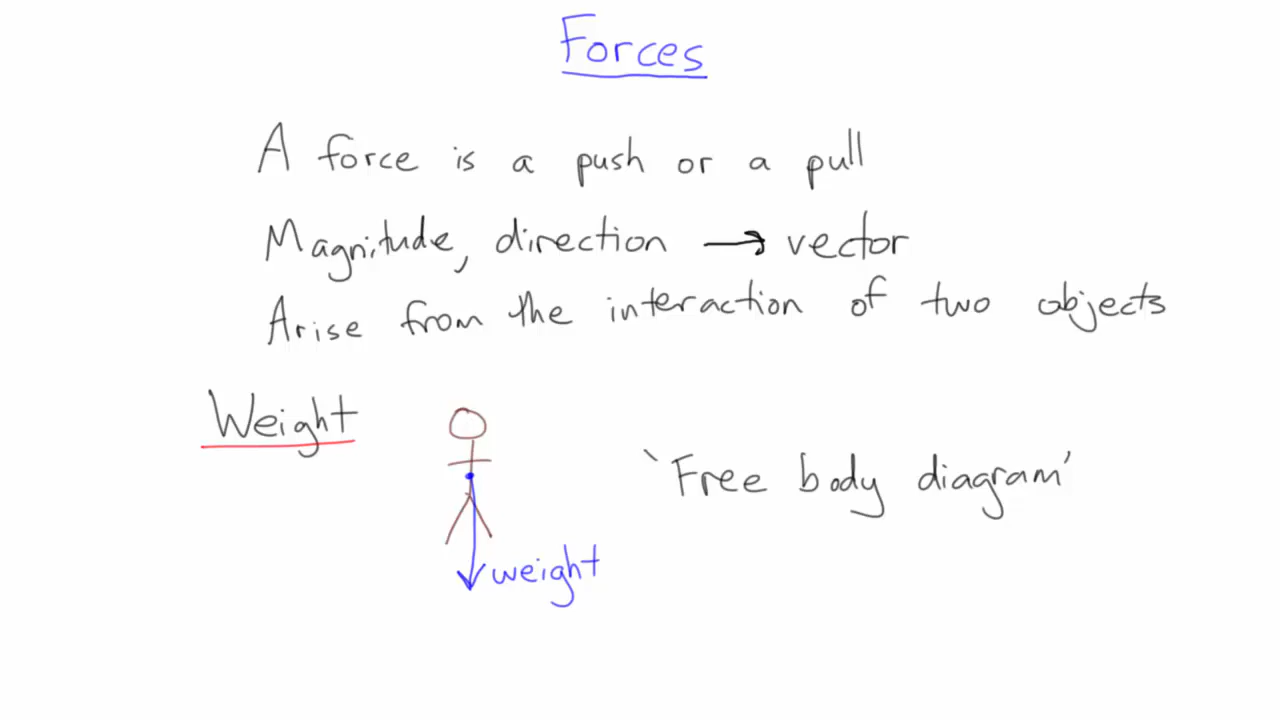 Forces
A force is a push or a pull
Magnitude, direction → vector
Arise from the interaction of two objects
Weight
`Free body diagram'
weight